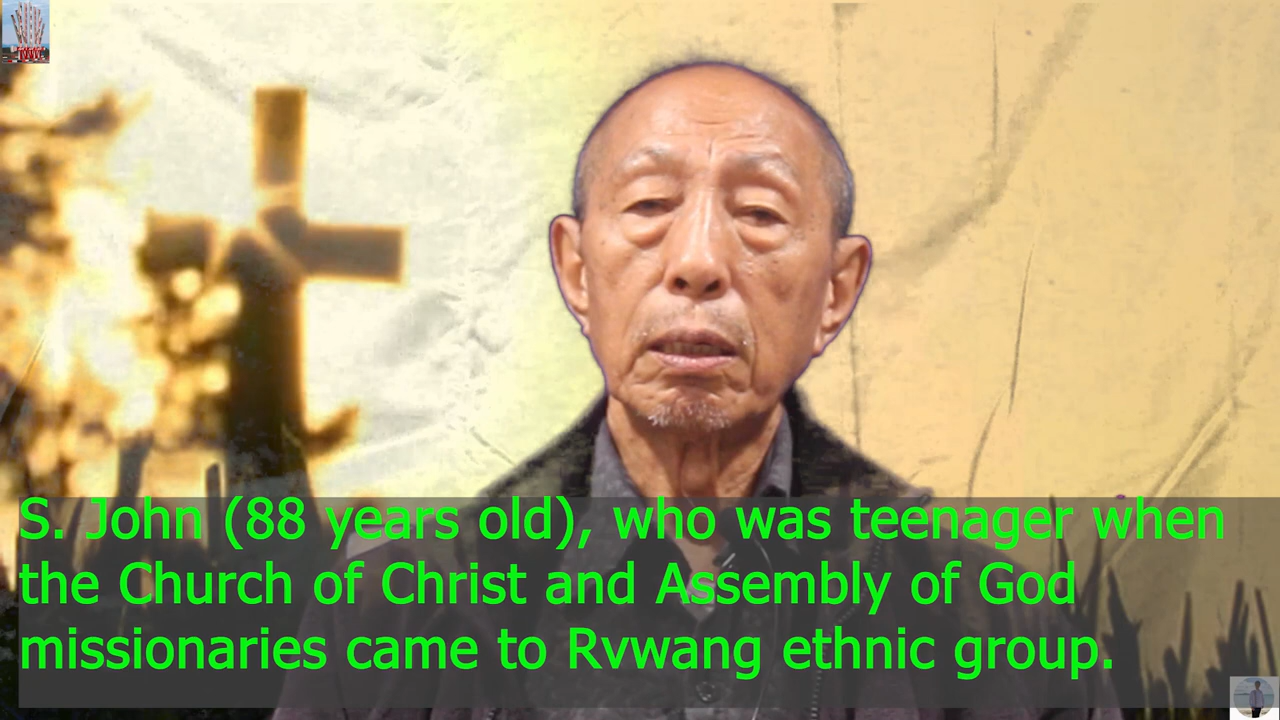 S. John (88 years old), who was teenager when
the Church of Christ and Assembly of God
missionaries came to Rvwang ethnic group.